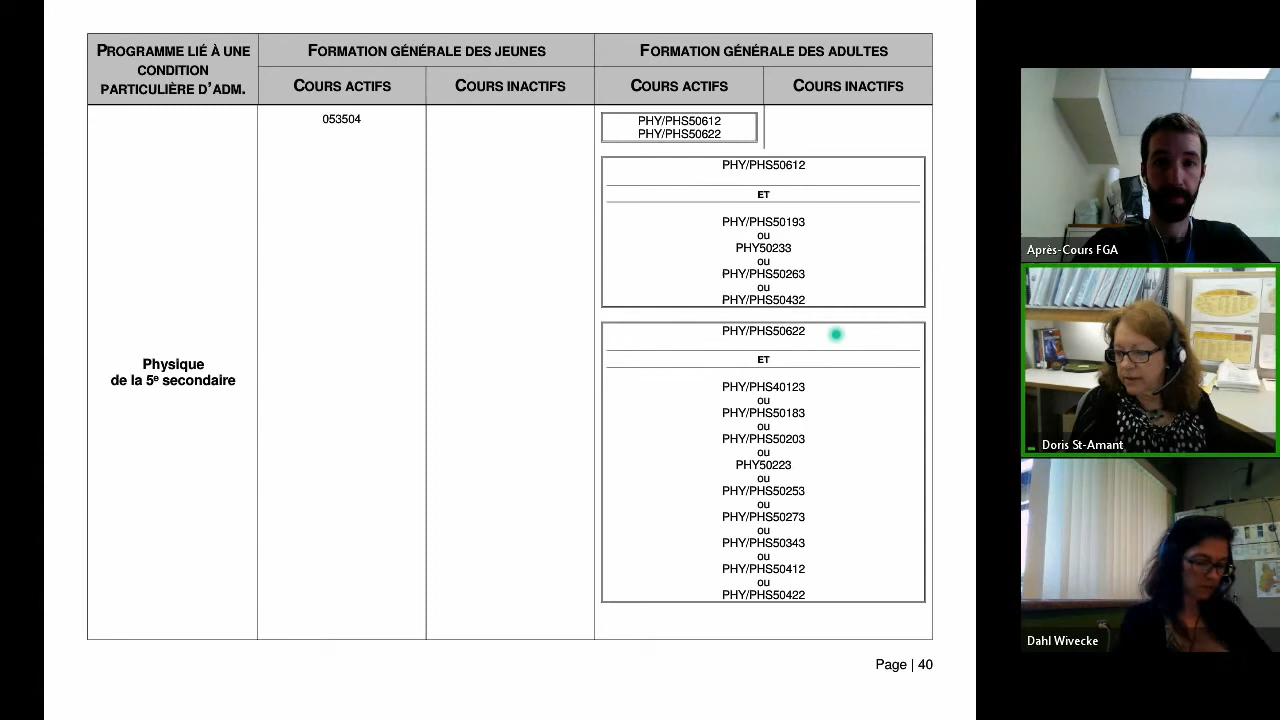 PROGRAMME LIÉ À UNE
CONDITION
PARTICULIÈRE D'ADM.
FORMATION GÉNÉRALE DES JEUNES
FORMATION GÉNÉRALE DES ADULTES
COURS ACTIFS
COURS INACTIFS
COURS ACTIFS
COURS INACTIFS
Physique
de la 5e secondaire
053504
PHY/PHS50612
PHY/PHS50622
PHY/PHS50612
ET
PHY/PHS50193
ou
PHY50233
ou
PHY/PHS50263
ou
PHY/PHS50432
PHY/PHS50622
ET
PHY/PHS40123
ou
PHY/PHS50183
ou
PHY/PHS50203
ou
PHY50223
ou
PHY/PHS50253
ou
PHY/PHS50273
ou
PHY/PHS50343
ou
PHY/PHS50412
ou
PHY/PHS50422
Page | 40
Après-Cours FGA
Doris St-Amant
Dahl Wivecke